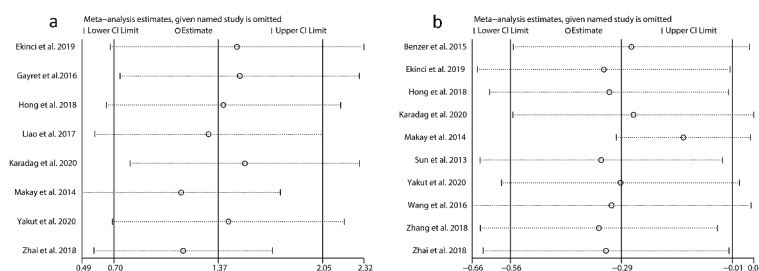 a
Meta-analysis estimates, given named study is omitted
Lower CI Limit Estimate Upper CI Limit
Ekinci et al. 2019
Gayret et al.2016
Hong et al. 2018
Liao et al. 2017
Karadag et al. 2020
Makay et al. 2014
Yakut et al. 2020
Zhai et al. 2018
0.49 0.70 1.37 2.05 2.32
b
Meta-analysis estimates, given named study is omitted
Lower CI Limit Estimate Upper CI Limit
Benzer et al. 2015
Ekinci et al. 2019
Hong et al. 2018
Karadag et al. 2020
Makay et al. 2014
Sun et al. 2013
Yakut et al. 2020
Wang et al. 2016
Zhang et al. 2018
Zhai et al. 2018
-0.66 -0.56 -0.29 -0.01 0.0